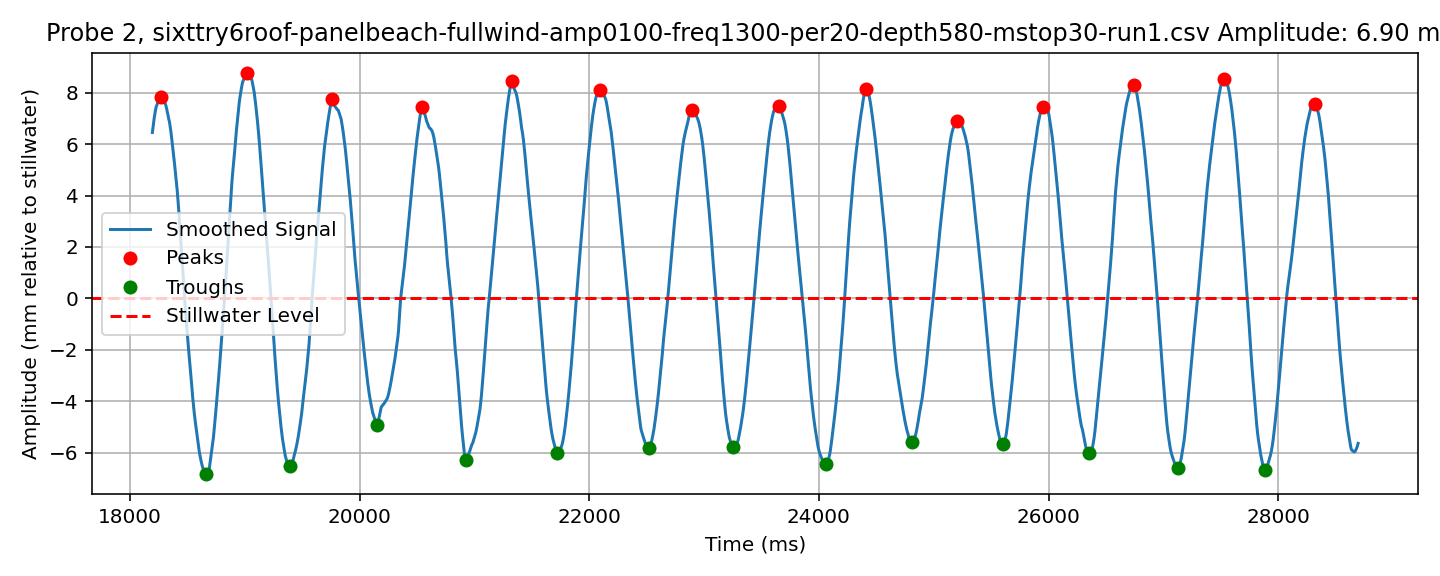 Probe 2, sixttry6roof-panelbeach-fullwind-amp0100-freq1300-per20-depth580-mstop30-run1.csv Amplitude: 6.90 m
Amplitude (mm relative to stillwater)
8
6
4
2
0
−2
−4
−6
Smoothed Signal
Peaks
Troughs
Stillwater Level
18000 20000 22000 24000 26000 28000
Time (ms)